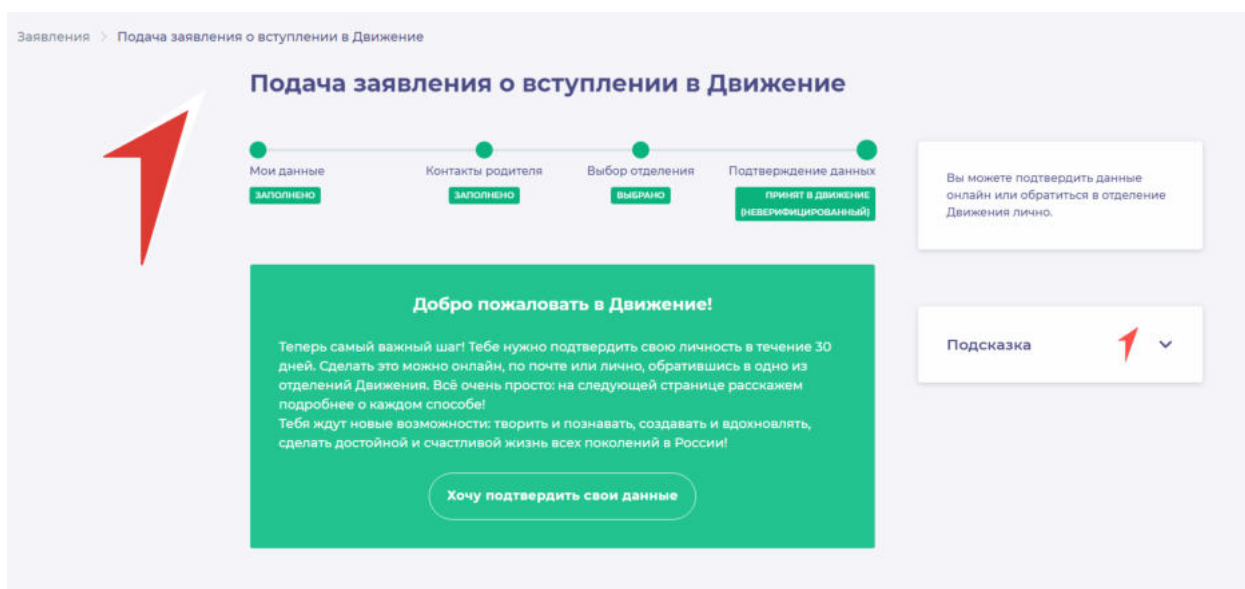 Заявления > Подача заявления о вступлении в Движение
Подача заявления о вступлении в Движение
Мои данные
ЗАПОЛНЕНО
Контакты родителя
ЗАПОЛНЕНО
Выбор отделения
ВЫБРАНО
Подтверждение данных
ПРИНЯТ В ДВИЖЕНИЕ
(НЕВЕРИФИЦИРОВАННЫЙ)
Вы можете подтвердить данные
онлайн или обратиться в отделение
Движения лично.
Добро пожаловать в Движение!
Теперь самый важный шаг! Тебе нужно подтвердить свою личность в течение 30
дней. Сделать это можно онлайн, по почте или лично, обратившись в одно из
отделений Движения. Всё очень просто: на следующей странице расскажем
подробнее о каждом способе!
Тебя ждут новые возможности: творить и познавать, создавать и вдохновлять,
сделать достойной и счастливой жизнь всех поколений в России!
Хочу подтвердить свои данные
Подсказка